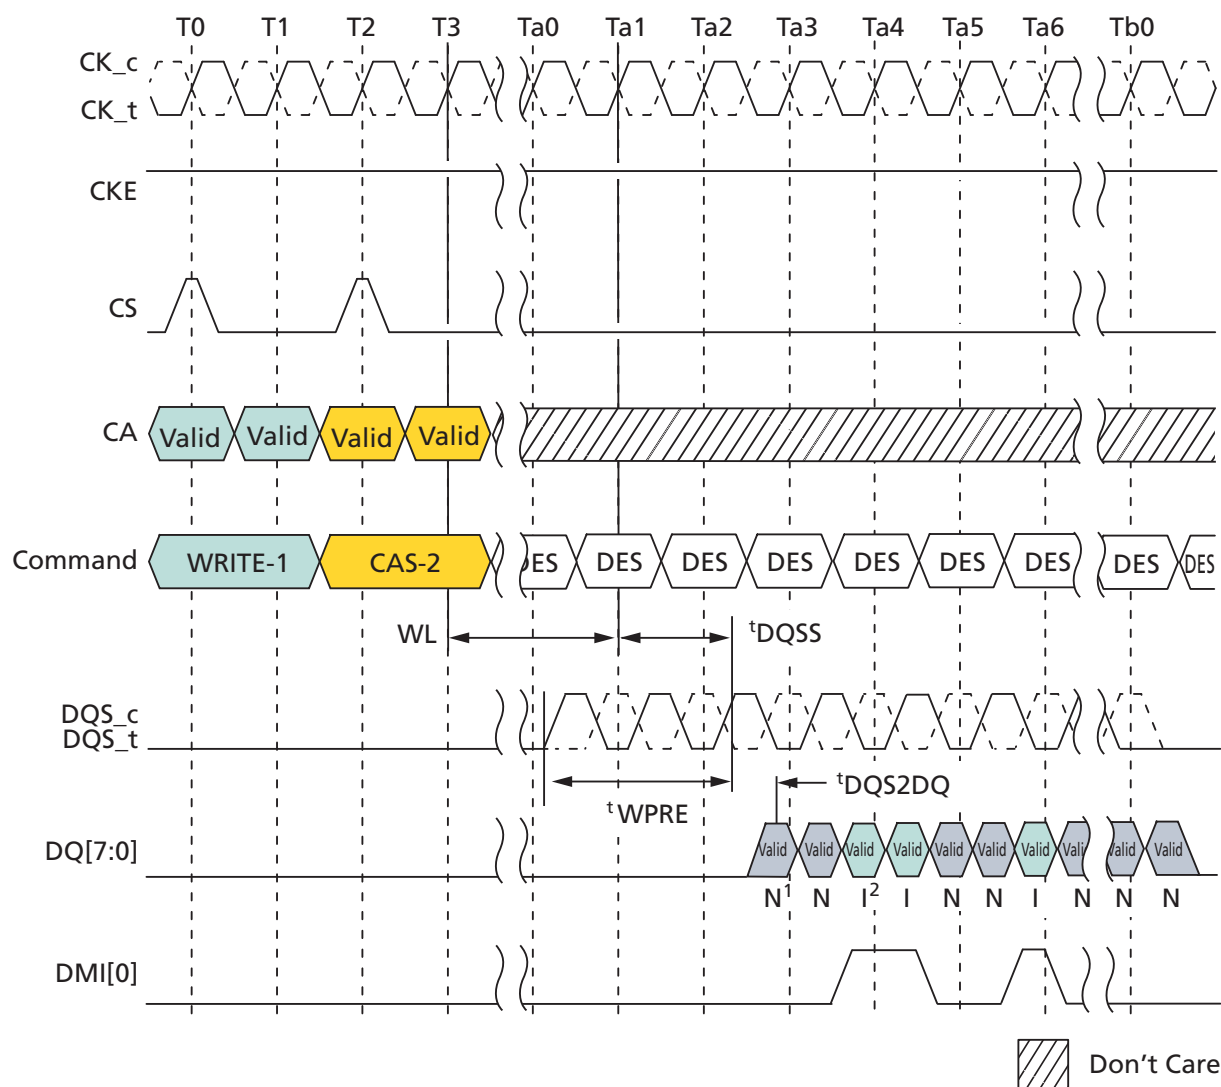 T0 T1 T2 T3 Ta0 Ta1 Ta2 Ta3 Ta4 Ta5 Ta6 Tb0
CK_c
CK_t
CKE
CS
CA Valid Valid Valid Valid
Command WRITE-1 CAS-2 DES DES DES DES DES DES DES DES DES
WL tDQSS
DQS_c
DQS_t
tDQS2DQ
tWPRE
DQ[7:0] Valid Valid Valid Valid Valid Valid Valid Valid Valid Valid
N1 N I2 I N N I N N N
DMI[0]
Don't Care